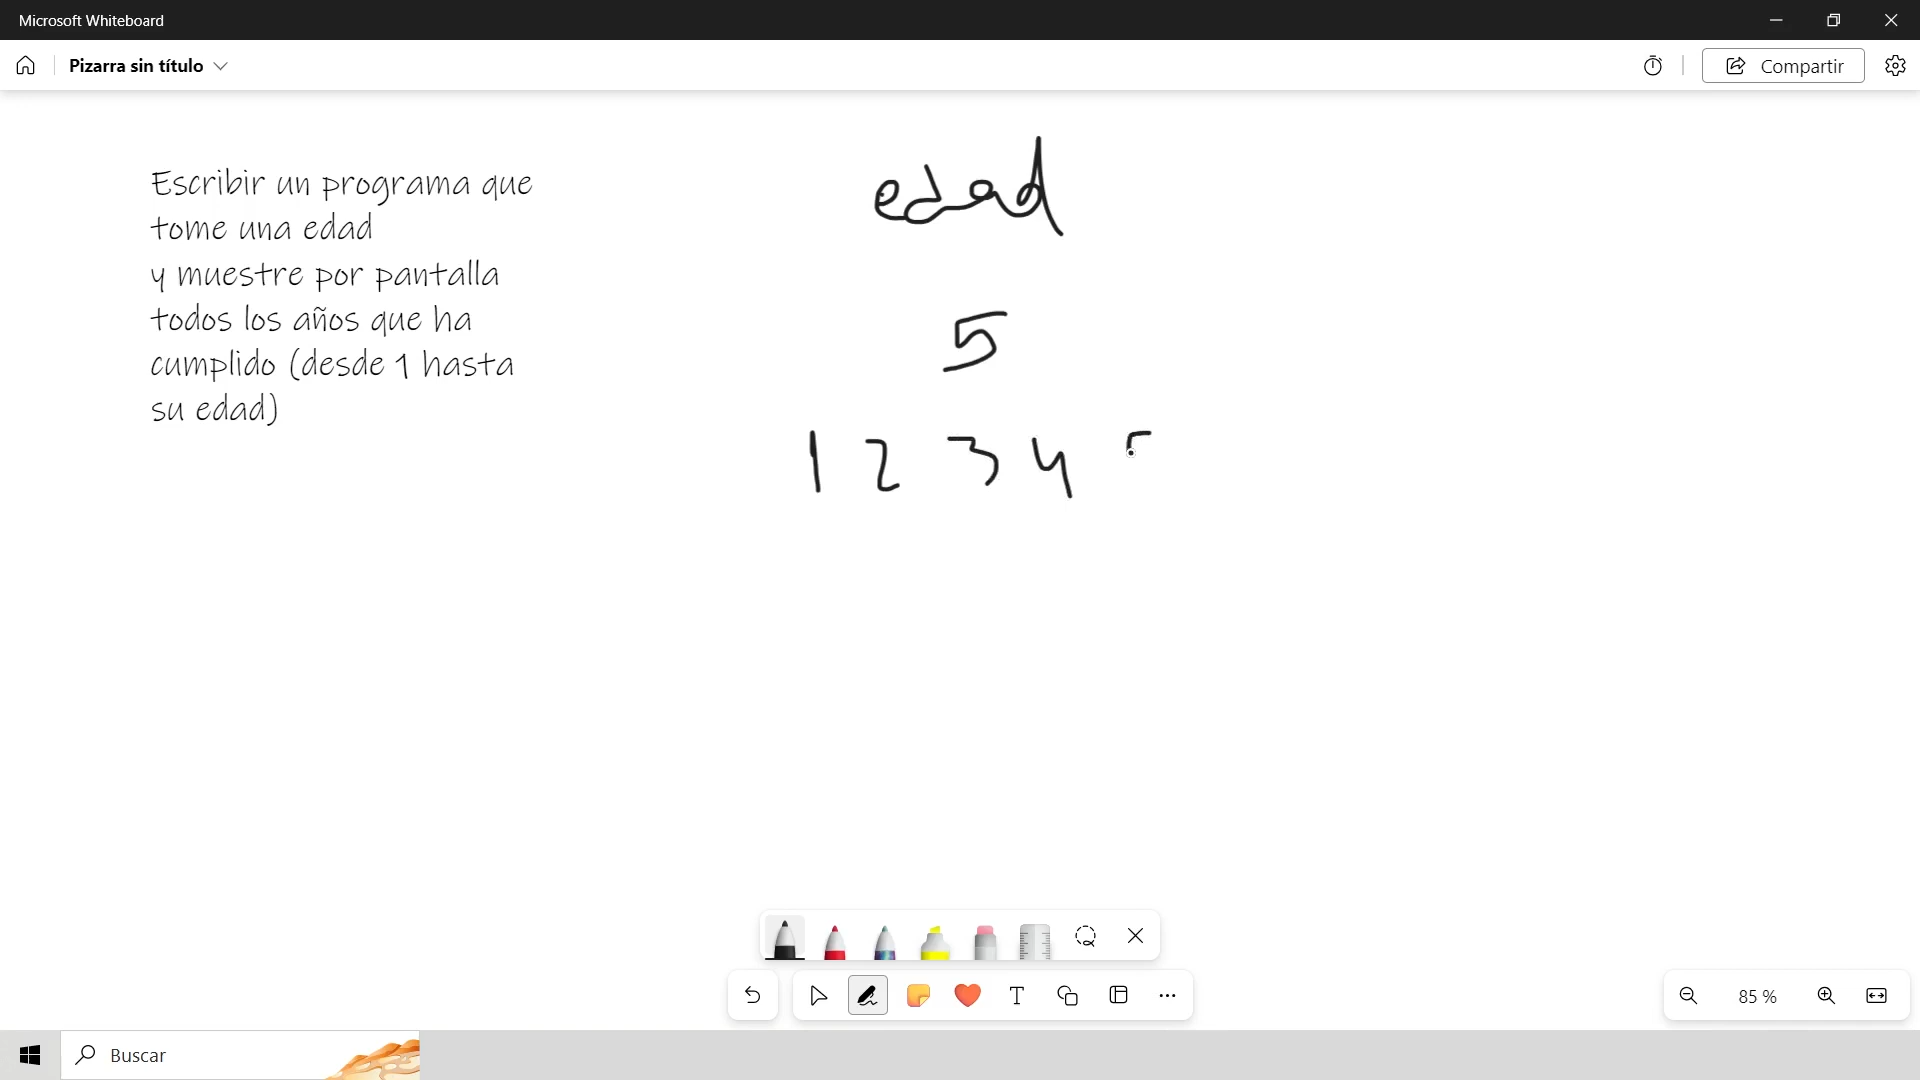 Microsoft Whiteboard
Pizarra sin título
Compartir
Escribir un programa que
tome una edad
y muestre por pantalla
todos los años que ha
cumplido (desde 1 hasta
su edad)
edad
5
1 2 3 4
85 %
Buscar